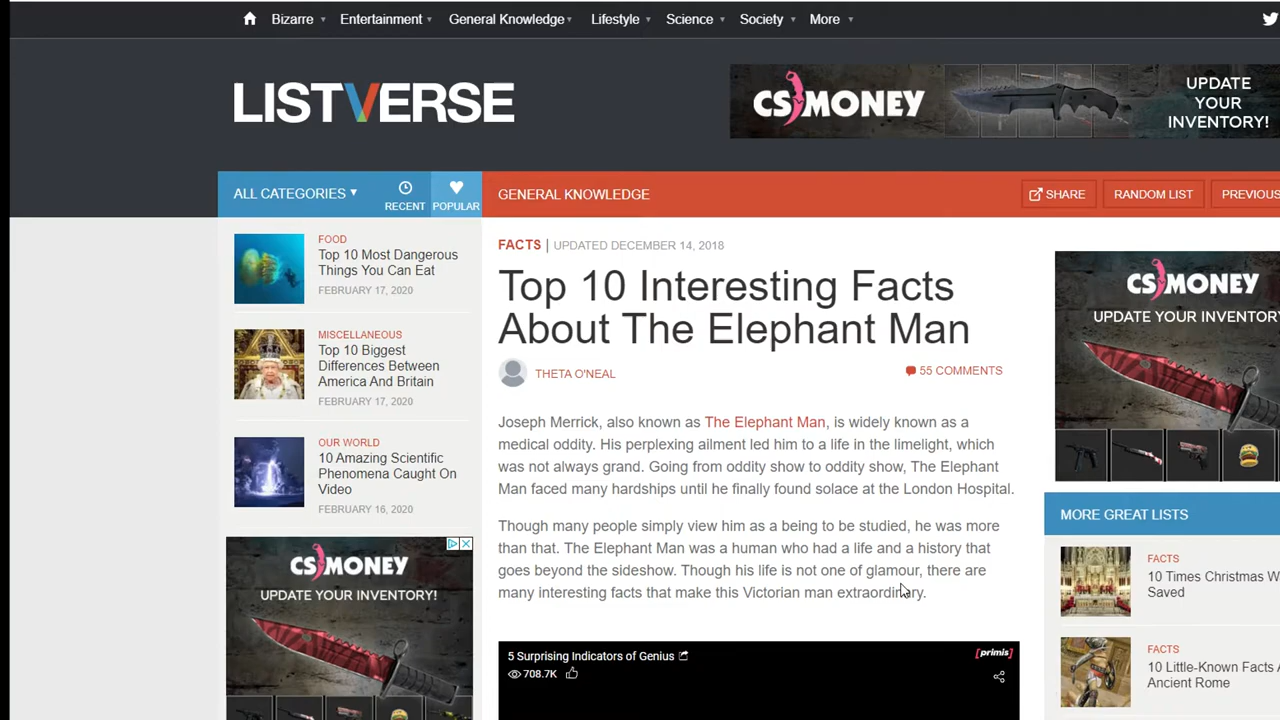 Bizarre
Entertainment
General Knowledge
Lifestyle
Science
Society
More
LISTVERSE
CS MONEY
UPDATE
YOUR
INVENTORY!
ALL CATEGORIES
RECENT
POPULAR
GENERAL KNOWLEDGE
SHARE
RANDOM LIST
PREVIOUS
FOOD
Top 10 Most Dangerous
Things You Can Eat
FEBRUARY 17, 2020
MISCELLANEOUS
Top 10 Biggest
Differences Between
America And Britain
FEBRUARY 17, 2020
OUR WORLD
10 Amazing Scientific
Phenomena Caught On
Video
FEBRUARY 16, 2020
CS MONEY
UPDATE YOUR INVENTORY!
FACTS | UPDATED DECEMBER 14, 2018
Top 10 Interesting Facts
About The Elephant Man
THETA O'NEAL
55 COMMENTS
Joseph Merrick, also known as The Elephant Man, is widely known as a
medical oddity. His perplexing ailment led him to a life in the limelight, which
was not always grand. Going from oddity show to oddity show, The Elephant
Man faced many hardships until he finally found solace at the London Hospital.
Though many people simply view him as a being to be studied, he was more
than that. The Elephant Man was a human who had a life and a history that
goes beyond the sideshow. Though his life is not one of glamour, there are
many interesting facts that make this Victorian man extraordinary.
5 Surprising Indicators of Genius
708.7K
[primis]
CS MONEY
UPDATE YOUR INVENTORY
MORE GREAT LISTS
FACTS
10 Times Christmas W
Saved
FACTS
10 Little-Known Facts A
Ancient Rome